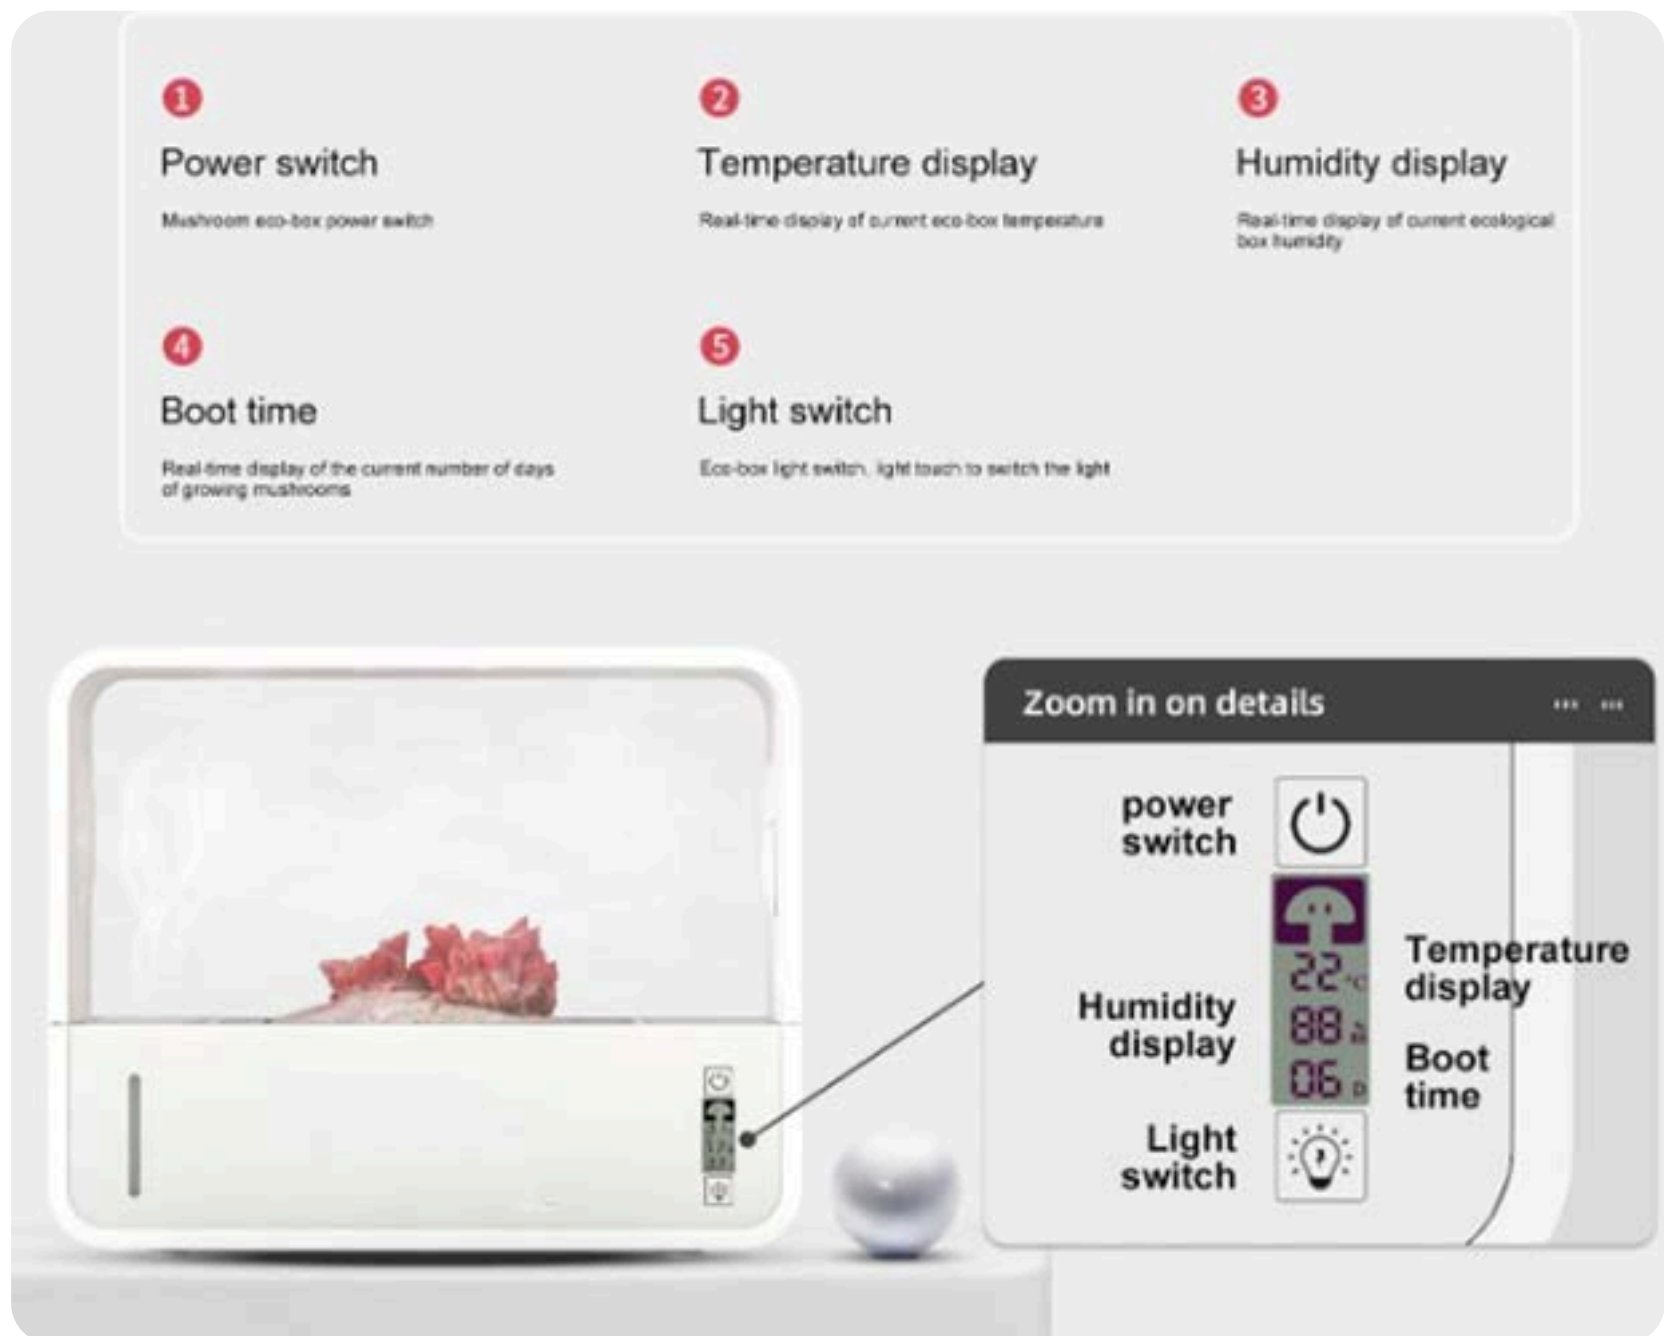 1
2
3
Power switch
Temperature display
Humidity display
Mushroom eco-box power switch
Real-time display of current eco-box temperature
Real-time display of current ecological
box humidity
4
5
Boot time
Light switch
Real-time display of the current number of days
of growing mushrooms
Eco-box light switch, light touch to switch the light
Zoom in on details
power
switch
Temperature
display
22 °C
Humidity
display
88
Boot
time
06 D
Light
switch